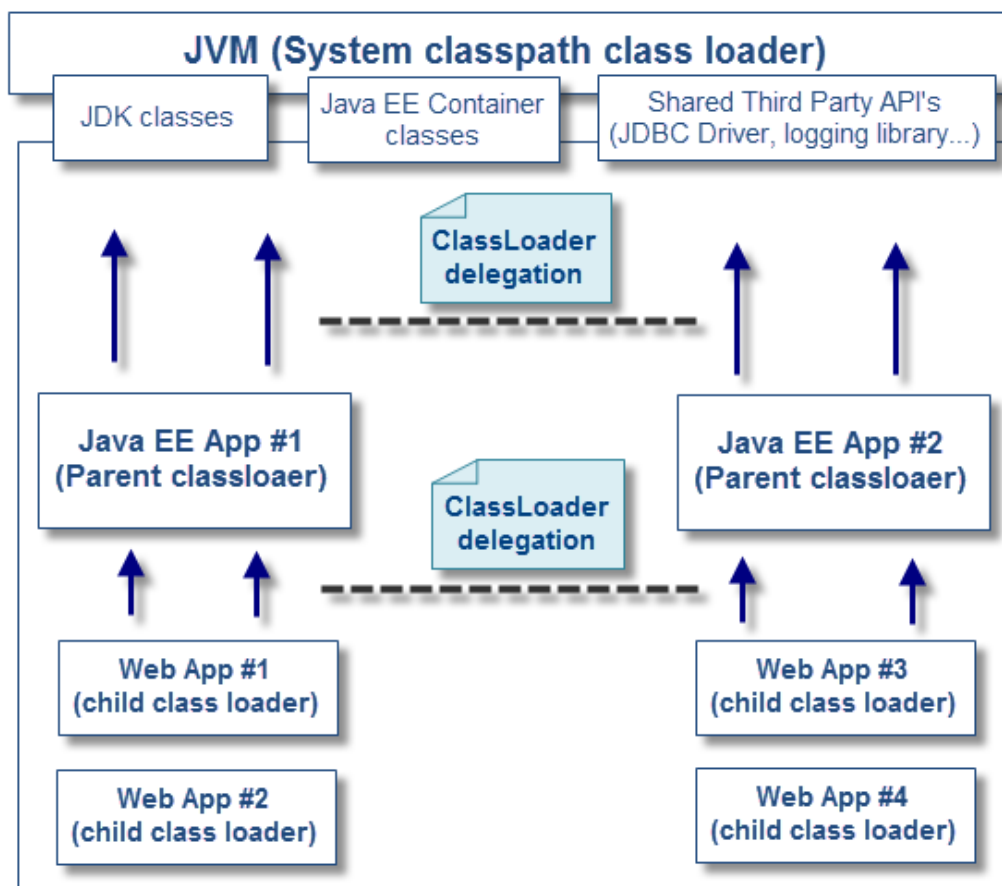 JVM (System classpath class loader)
JDK classes
Java EE Container
classes
Shared Third Party API's
(JDBC Driver, logging library...)
ClassLoader
delegation
Java EE App #1
(Parent classloaer)
Java EE App #2
(Parent classloaer)
ClassLoader
delegation
Web App #1
(child class loader)
Web App #3
(child class loader)
Web App #2
(child class loader)
Web App #4
(child class loader)